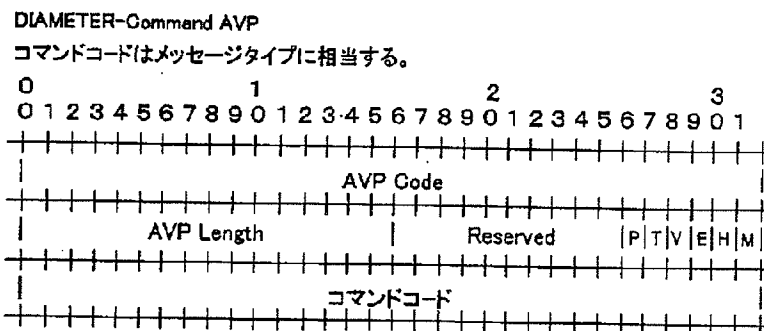 DIAMETER-Command AVP
コマンドコードはメッセージタイプに相当する。
0 1 2 3
0 1 2 3 4 5 6 7 8 9 0 1 2 3 4 5 6 7 8 9 0 1 2 3 4 5 6 7 8 9 0 1
AVP Code
AVP Length | Reserved |P|T|V|E|H|M|
コマンドコード